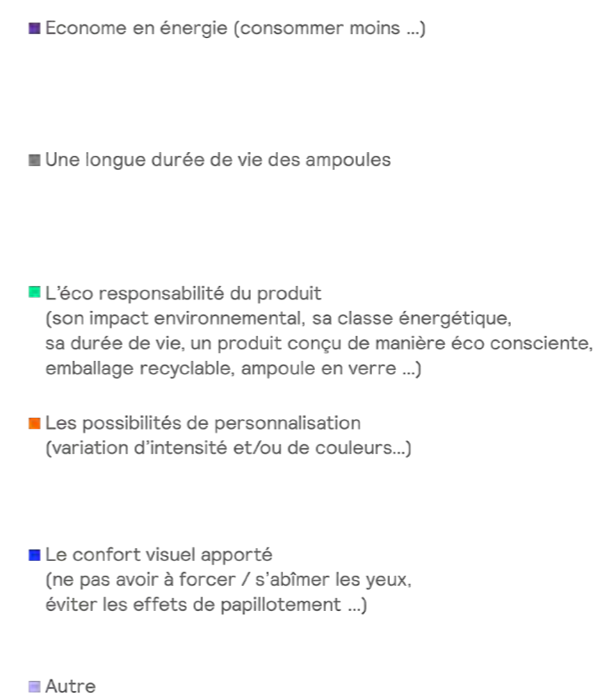 Econome en énergie (consommer moins ...)
Une longue durée de vie des ampoules
L'éco responsabilité du produit
(son impact environnemental, sa classe énergétique,
sa durée de vie, un produit conçu de manière éco consciente,
emballage recyclable, ampoule en verre ...)
Les possibilités de personnalisation
(variation d'intensité et/ou de couleurs...)
Le confort visuel apporté
(ne pas avoir à forcer / s'abîmer les yeux,
éviter les effets de papillotement ...)
Autre